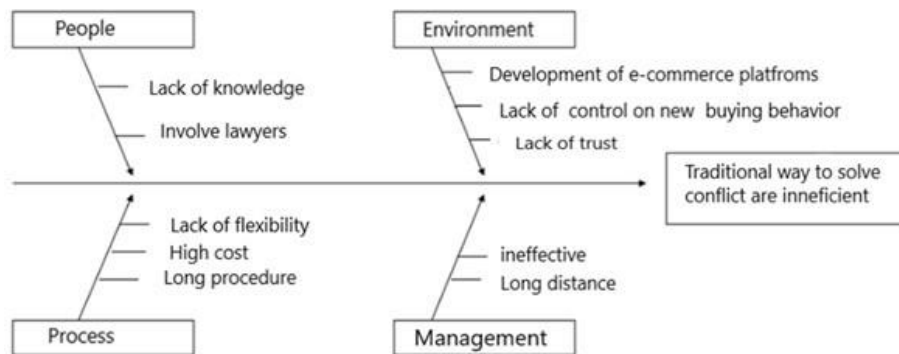 People
Environment
Lack of knowledge
Involve lawyers
Development of e-commerce platfroms
Lack of control on new buying behavior
Lack of trust
Traditional way to solve
conflict are inneficient
Lack of flexibility
High cost
Long procedure
ineffective
Long distance
Process
Management